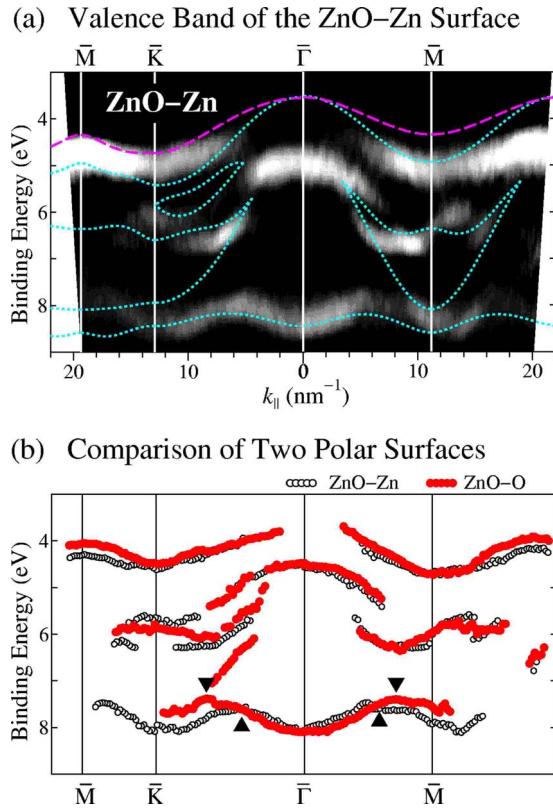 (a) Valence Band of the ZnO–Zn Surface
M̄ K̄ Γ̄ M̄
ZnO–Zn
Binding Energy (eV)
4
6
8
20 10 0 10 20
k|| (nm⁻¹)
(b) Comparison of Two Polar Surfaces
ZnO–Zn ZnO–O
Binding Energy (eV)
4
6
8
M̄ K̄ Γ̄ M̄